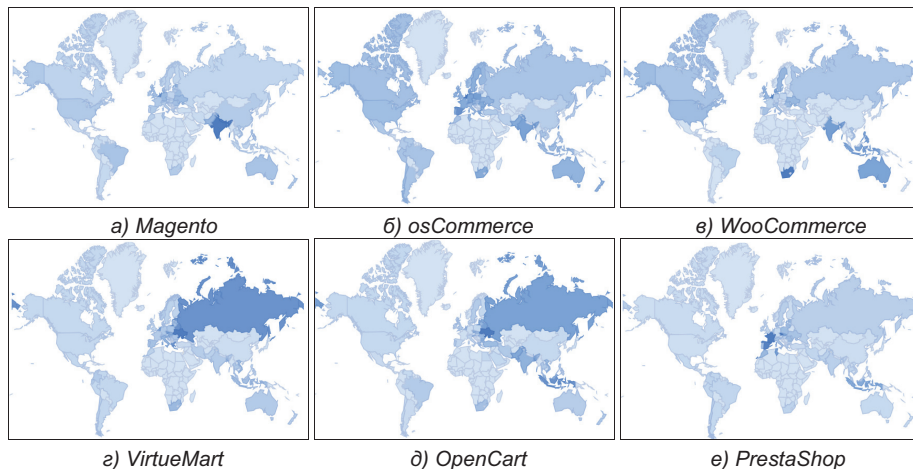 а) Magento
б) osCommerce
в) WooCommerce
г) VirtueMart
д) OpenCart
е) PrestaShop